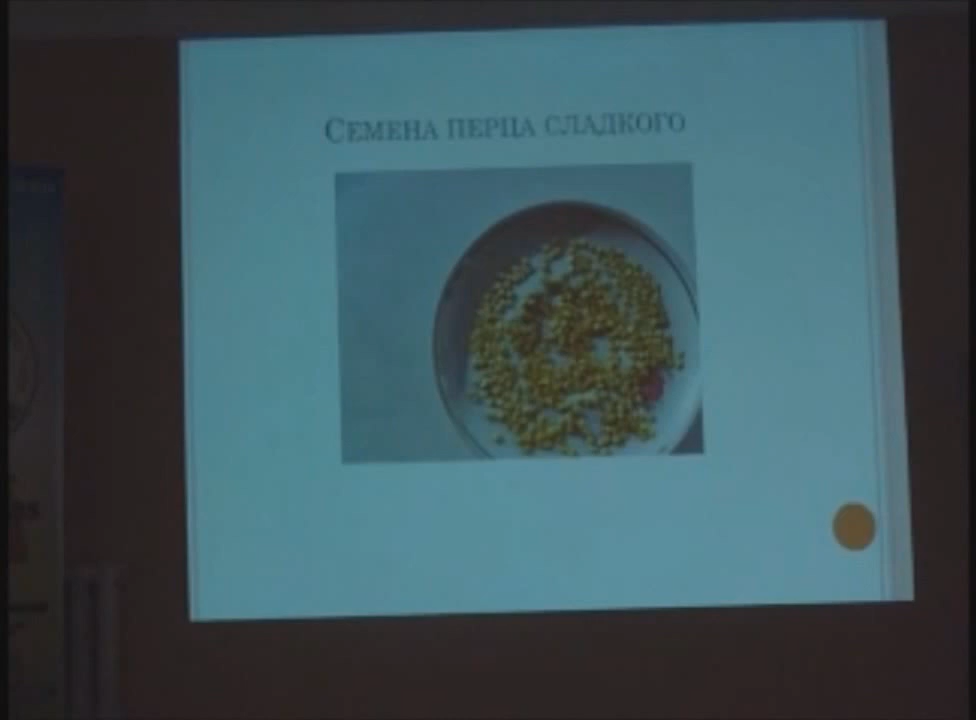 Семена перца сладкого